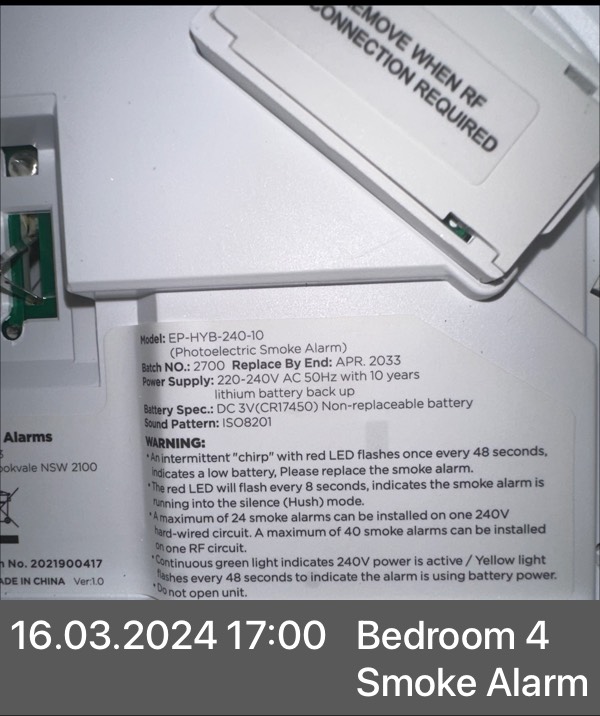 REMOVE WHEN RF
CONNECTION REQUIRED
Model: EP-HYB-240-10
(Photoelectric Smoke Alarm)
Batch NO.: 2700 Replace By End: APR. 2033
Power Supply: 220-240V AC 50Hz with 10 years
lithium battery back up
Battery Spec.: DC 3V(CR17450) Non-replaceable battery
Sound Pattern: ISO8201
WARNING:
*An intermittent "chirp" with red LED flashes once every 48 seconds,
indicates a low battery, Please replace the smoke alarm.
*The red LED will flash every 8 seconds, indicates the smoke alarm is
running into the silence (Hush) mode.
*A maximum of 24 smoke alarms can be installed on one 240V
hard-wired circuit. A maximum of 40 smoke alarms can be installed
on one RF circuit.
*Continuous green light indicates 240V power is active / Yellow light
flashes every 48 seconds to indicate the alarm is using battery power.
*Do not open unit.
Alarms
NSW 2100
No. 2021900417
MADE IN CHINA Ver:1.0
16.03.2024 17:00 Bedroom 4
Smoke Alarm